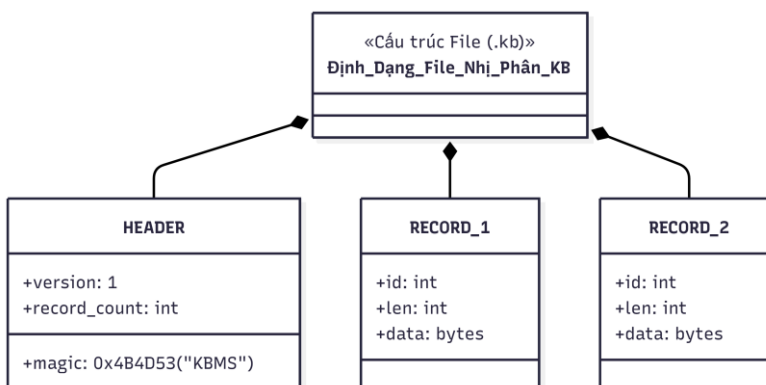 «Cấu trúc File (.kb)»
Định_Dạng_File_Nhị_Phân_KB
HEADER
+version: 1
+record_count: int
+magic: 0x4B4D53("KBMS")
RECORD_1
+id: int
+len: int
+data: bytes
RECORD_2
+id: int
+len: int
+data: bytes